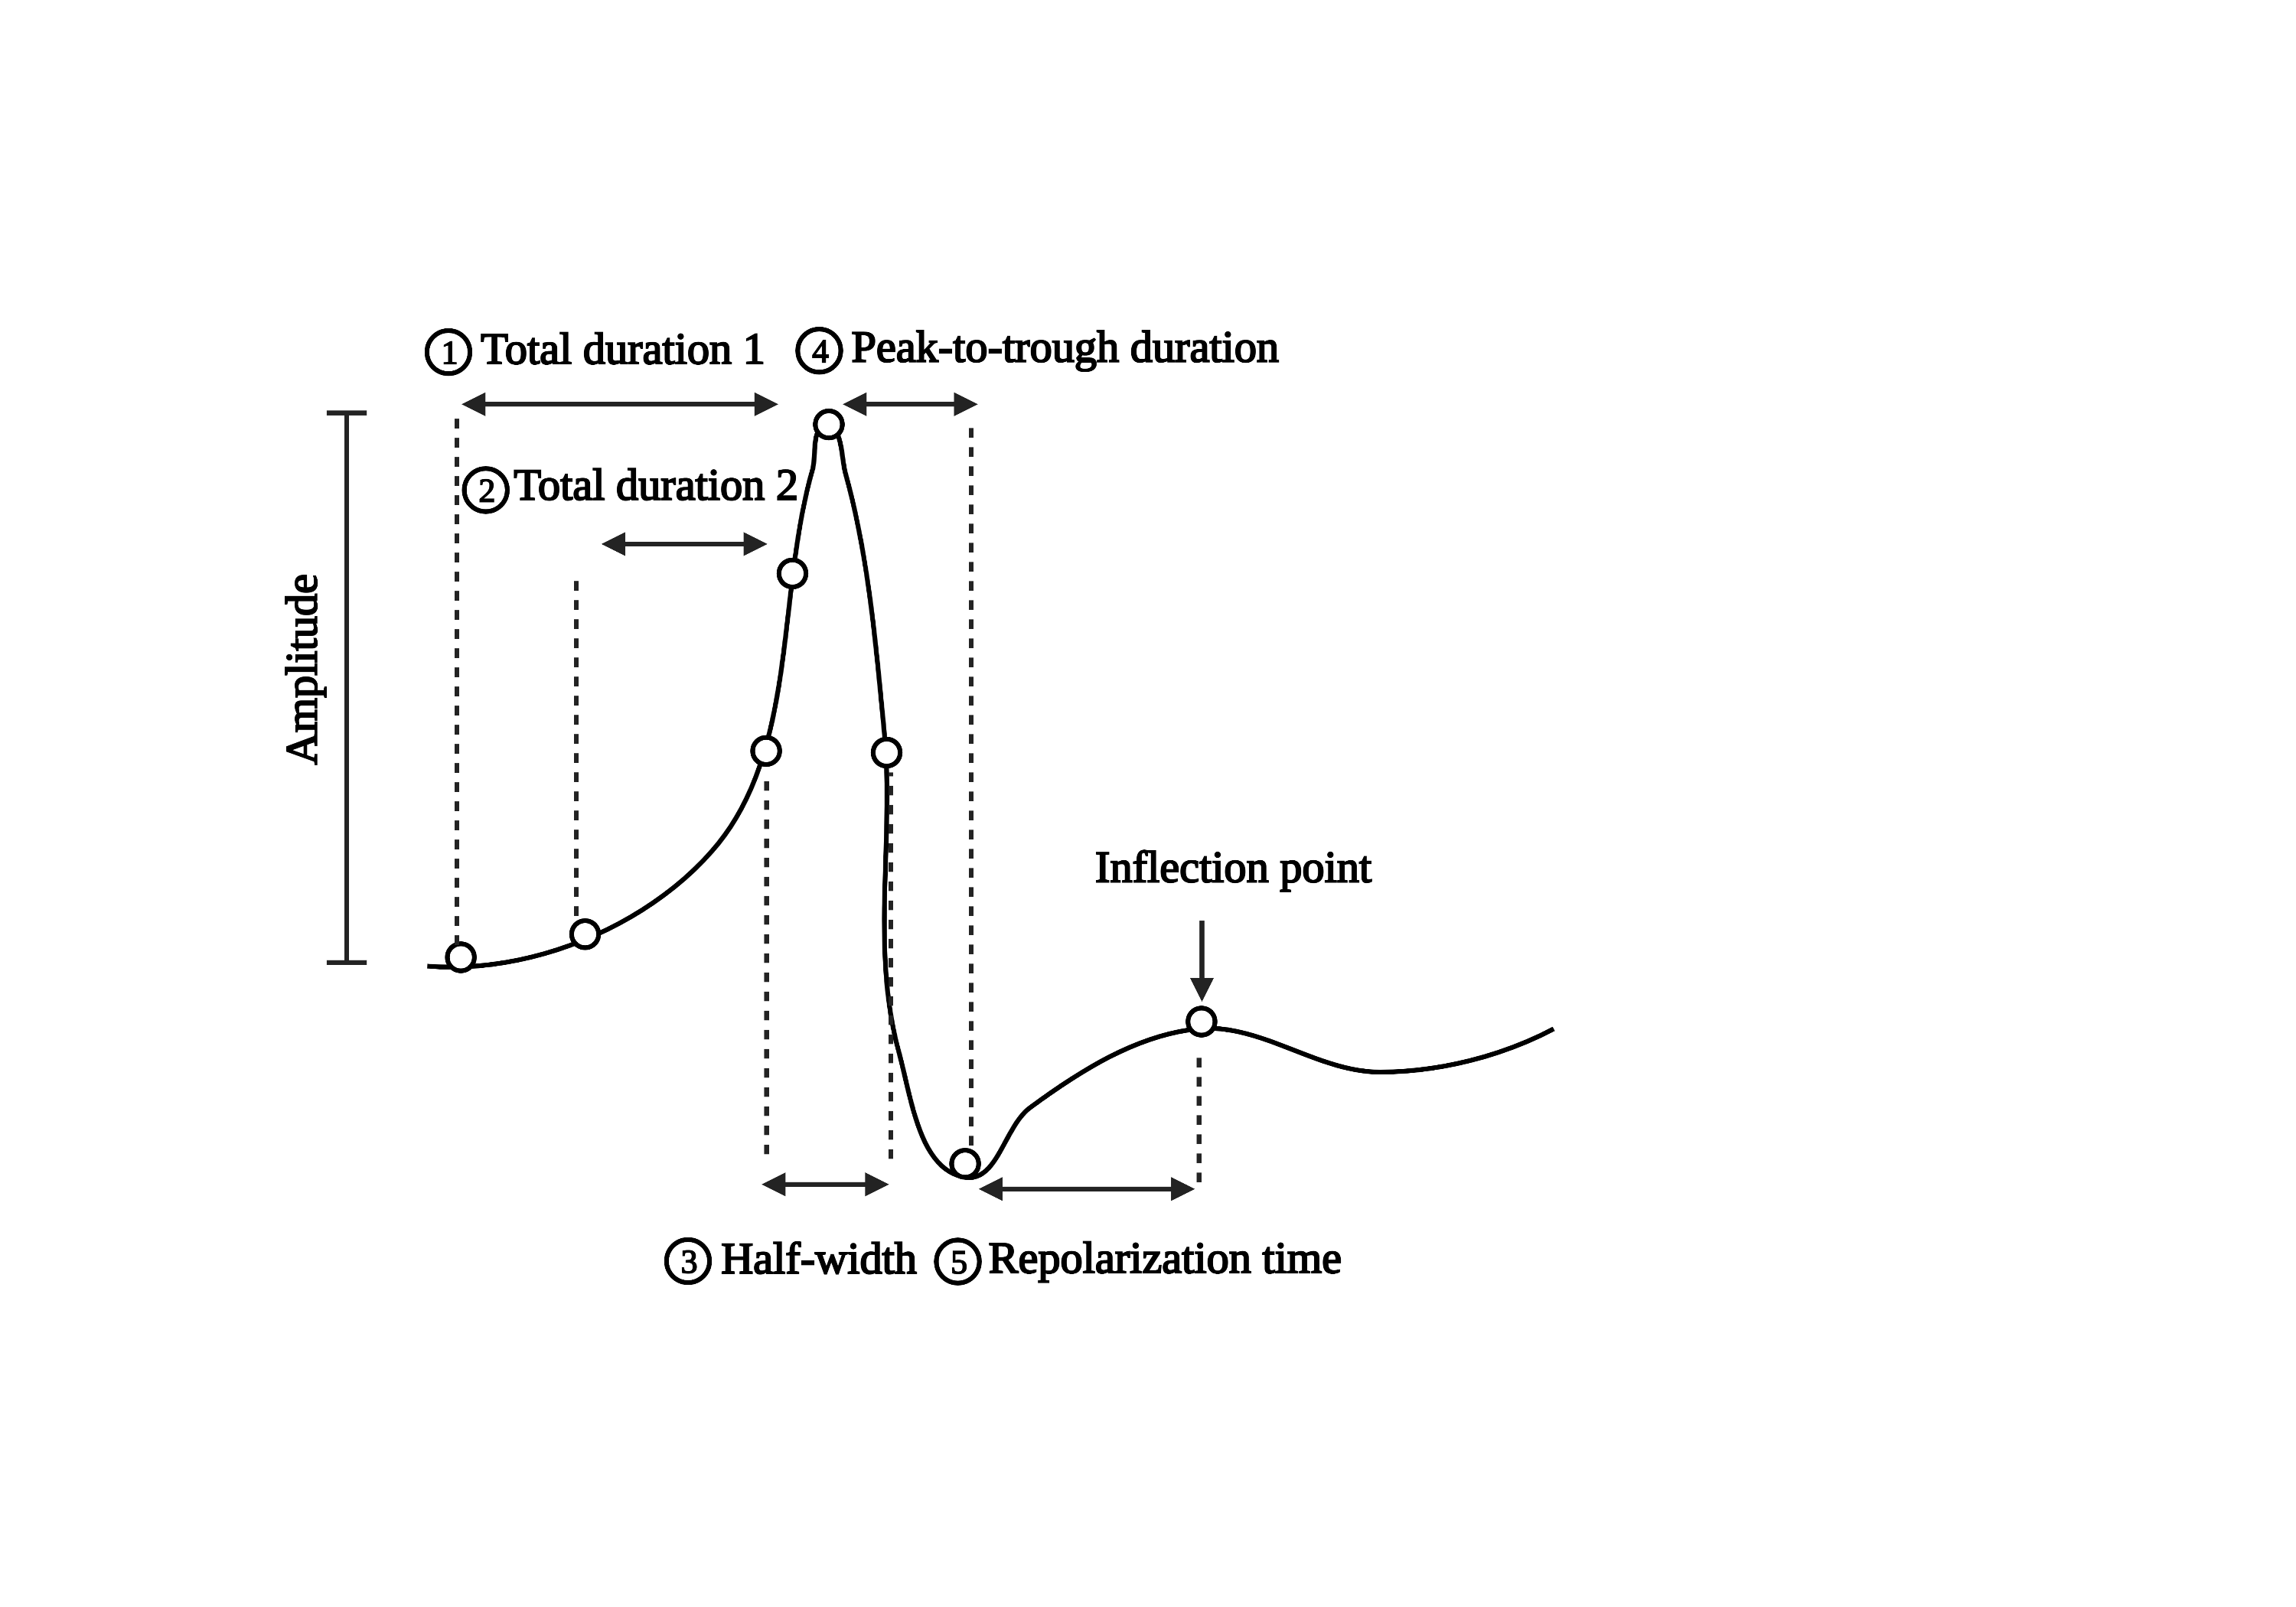 ① Total duration 1
④ Peak-to-trough duration
② Total duration 2
Amplitude
Inflection point
③ Half-width
⑤ Repolarization time